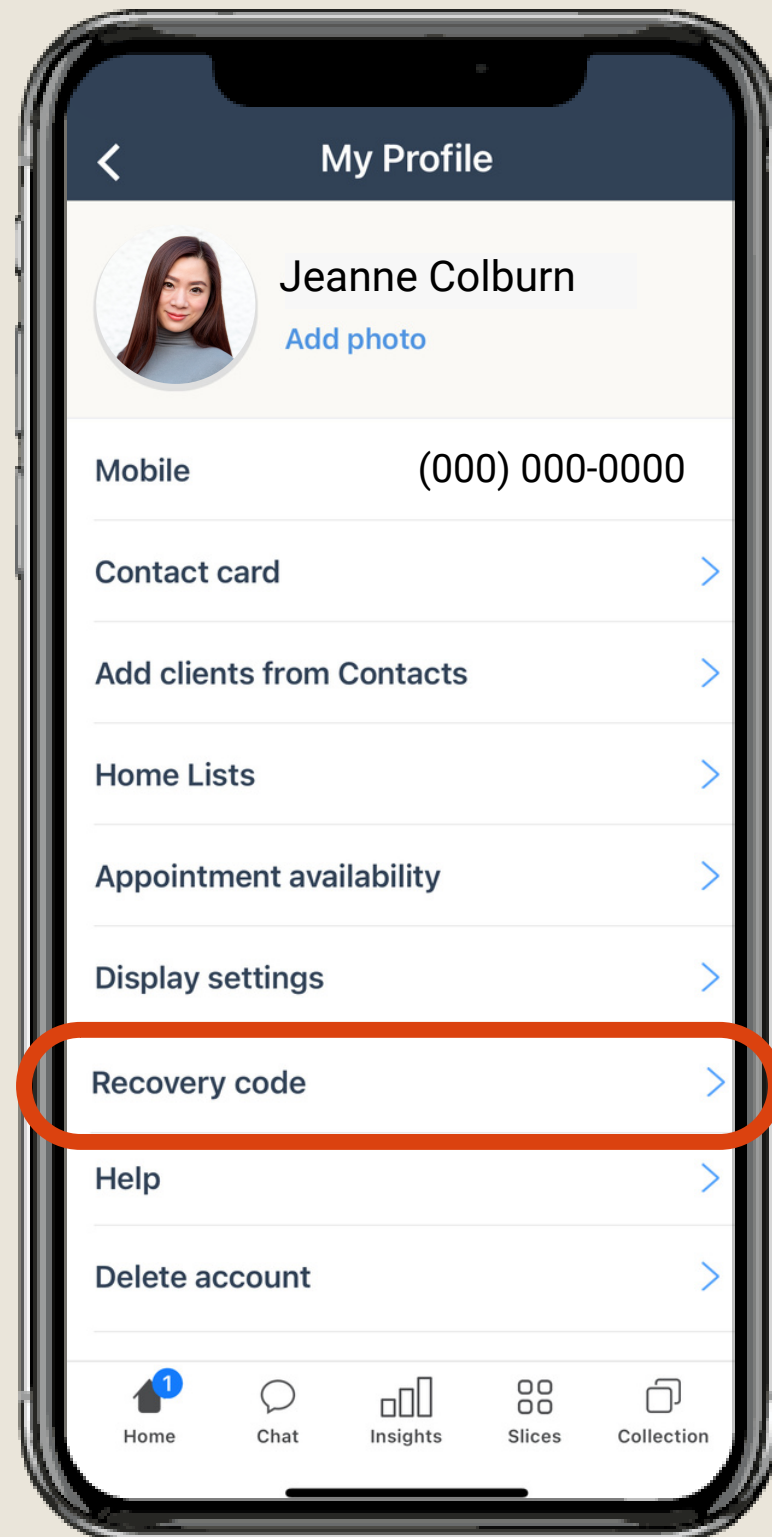 My Profile
Jeanne Colburn
Add photo
Mobile (000) 000-0000
Contact card
Add clients from Contacts
Home Lists
Appointment availability
Display settings
Recovery code
Help
Delete account
1
Home Chat Insights Slices Collection